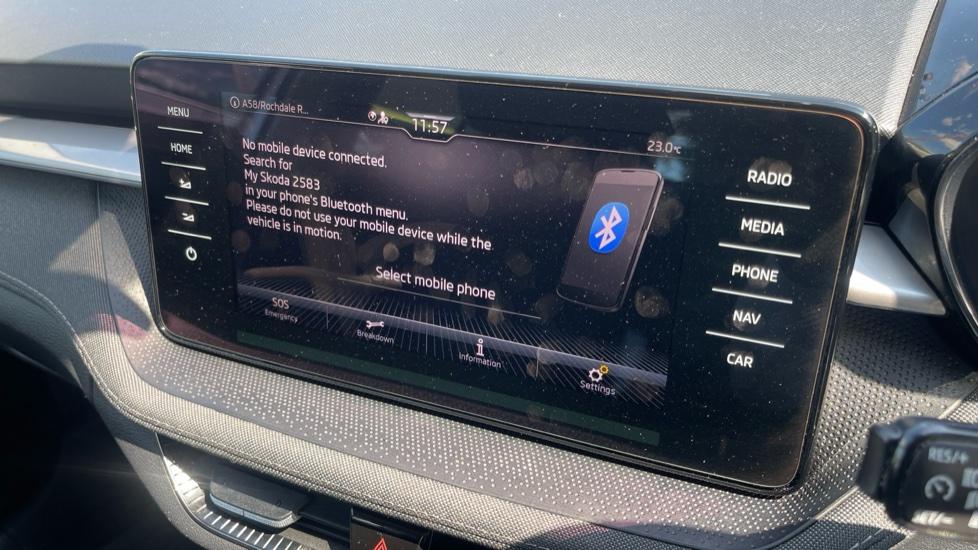 MENU
HOME
A58/Rochdale R...
11:57
23.0°C
No mobile device connected.
Search for
My Skoda 2583
in your phone's Bluetooth menu.
Please do not use your mobile device while the
vehicle is in motion.
Select mobile phone
SOS
Emergency
Breakdown
Information
Settings
RADIO
MEDIA
PHONE
NAV
CAR
RES/+